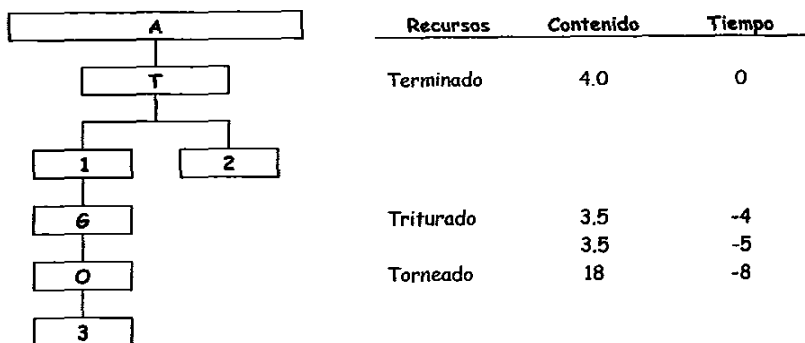 A
Recursos Contenido Tiempo
T
Terminado 4.0 0
1 2
G
Triturado 3.5 -4
3.5 -5
O
Torneado 18 -8
3